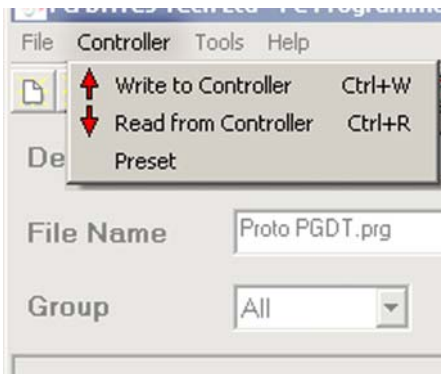 File Controller Tools Help
Write to Controller Ctrl+W
Read from Controller Ctrl+R
Preset
De
File Name Proto PGDT.prg
Group All